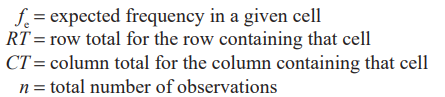 fₑ = expected frequency in a given cell
RT = row total for the row containing that cell
CT = column total for the column containing that cell
n = total number of observations